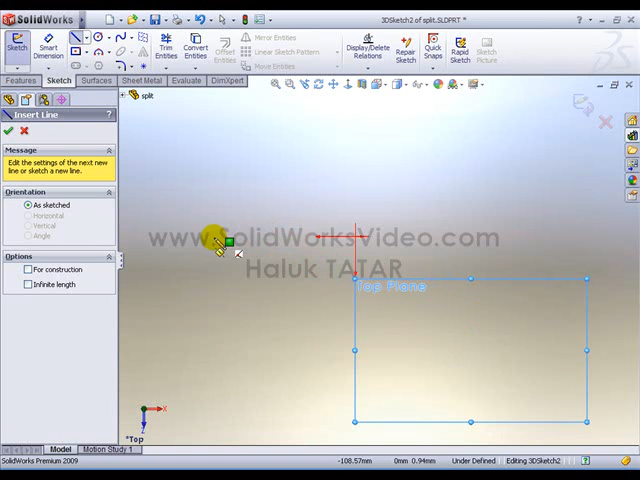 SolidWorks
3DSketch2 of split.SLDPRT *
Sketch
Smart Dimension
Trim Entities
Convert Entities
Offset Entities
Mirror Entities
Linear Sketch Pattern
Move Entities
Display/Delete Relations
Repair Sketch
Quick Snaps
Rapid Sketch
Sketch Picture
Features
Sketch
Surfaces
Sheet Metal
Evaluate
DimXpert
split
Insert Line
?
Message
Edit the settings of the next new
line or sketch a new line.
Orientation
As sketched
Horizontal
Vertical
Angle
Options
For construction
Infinite length
www.SolidWorksVideo.com
Haluk TATAR
Top Plane
X
Z
*Top
Model
Motion Study 1
SolidWorks Premium 2009
-108.57mm
0mm 0.94mm
Under Defined
Editing 3DSketch2